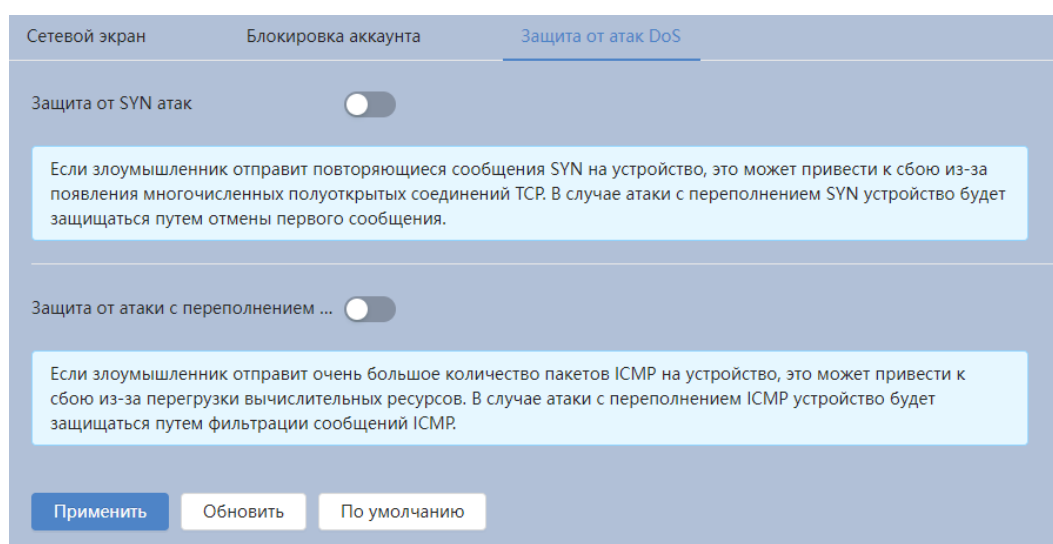 Сетевой экран Блокировка аккаунта Защита от атак DoS
Защита от SYN атак
Если злоумышленник отправит повторяющиеся сообщения SYN на устройство, это может привести к сбою из-за
появления многочисленных полуоткрытых соединений TCP. В случае атаки с переполнением SYN устройство будет
защищаться путем отмены первого сообщения.
Защита от атаки с переполнением ...
Если злоумышленник отправит очень большое количество пакетов ICMP на устройство, это может привести к
сбою из-за перегрузки вычислительных ресурсов. В случае атаки с переполнением ICMP устройство будет
защищаться путем фильтрации сообщений ICMP.
Применить Обновить По умолчанию